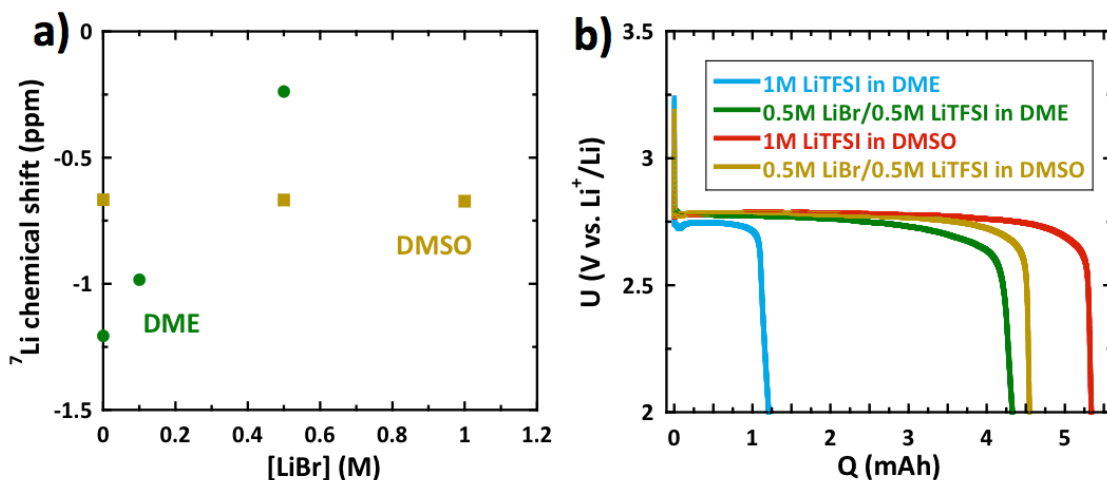 a)
⁷Li chemical shift (ppm)
0
-0.5
-1
-1.5
DME
DMSO
0 0.2 0.4 0.6 0.8 1 1.2
[LiBr] (M)
b)
U (V vs. Li⁺/Li)
3.5
3
2.5
2
1M LiTFSI in DME
0.5M LiBr/0.5M LiTFSI in DME
1M LiTFSI in DMSO
0.5M LiBr/0.5M LiTFSI in DMSO
0 1 2 3 4 5
Q (mAh)